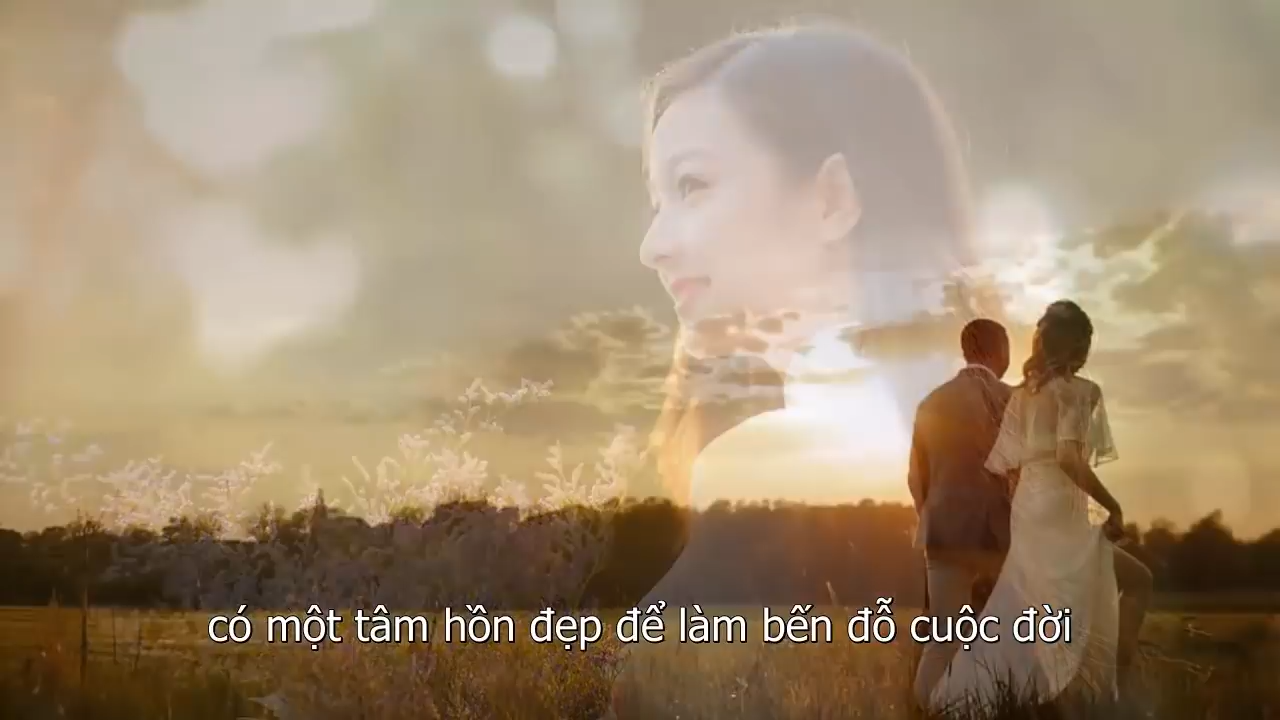 có một tâm hồn đẹp để làm bến đỗ cuộc đời